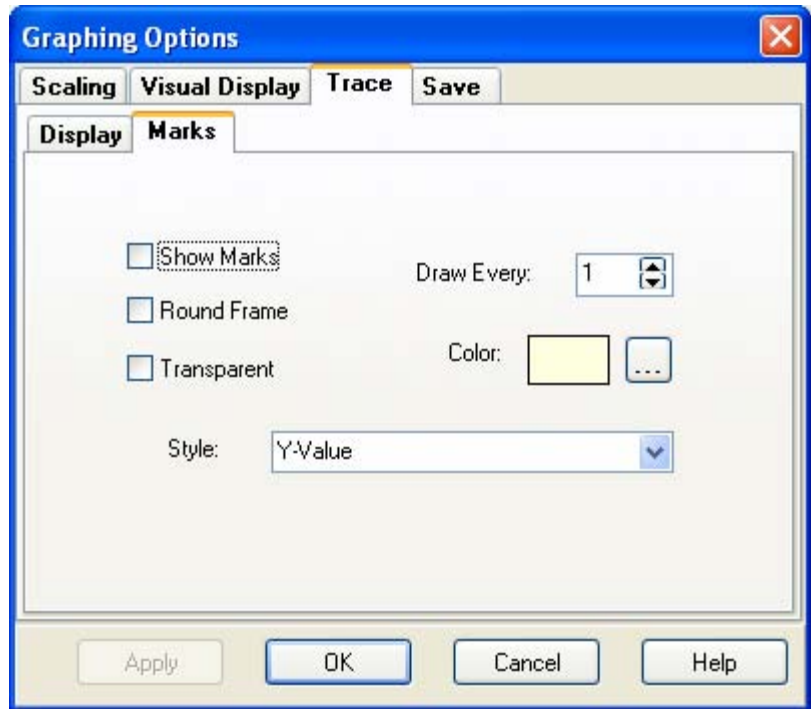 Graphing Options
Scaling Visual Display Trace Save
Display Marks
Show Marks
Draw Every: 1
Round Frame
Color: ...
Transparent
Style: Y-Value
Apply OK Cancel Help